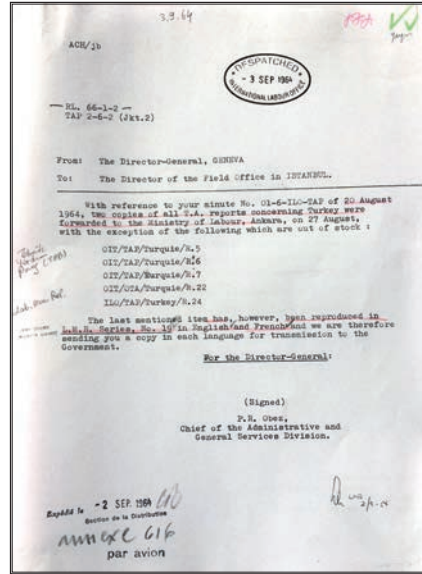 3.9.64
ACH/jb
DESPATCHED
- 3 SEP 1964
INTERNATIONAL LABOUR OFFICE
RL. 66-1-2
TAP 2-6-2 (Jkt.2)
From: The Director-General, GENEVA
To: The Director of the Field Office in ISTANBUL.
With reference to your minute No. 01-6-ILO-TAP of 20 August
1964, two copies of all T.A. reports concerning Turkey were
forwarded to the Ministry of Labour, Ankara, on 27 August,
with the exception of the following which are out of stock :
OIT/TAP/Turquie/R.5
OIT/TAP/Turquie/R.6
OIT/TAP/Turquie/R.7
OIT/OTA/Turquie/R.22
ILO/TAP/Turkey/R.24
The last mentioned item has, however, been reproduced in
L.M.R. Series, No. 19 in English and French and we are therefore
sending you a copy in each language for transmission to the
Government.
For the Director-General:
(Signed)
P.R. Obez,
Chief of the Administrative and
General Services Division.
Expédié le - 2 SEP. 1964
Section de la Distribution
annexe 616
par avion